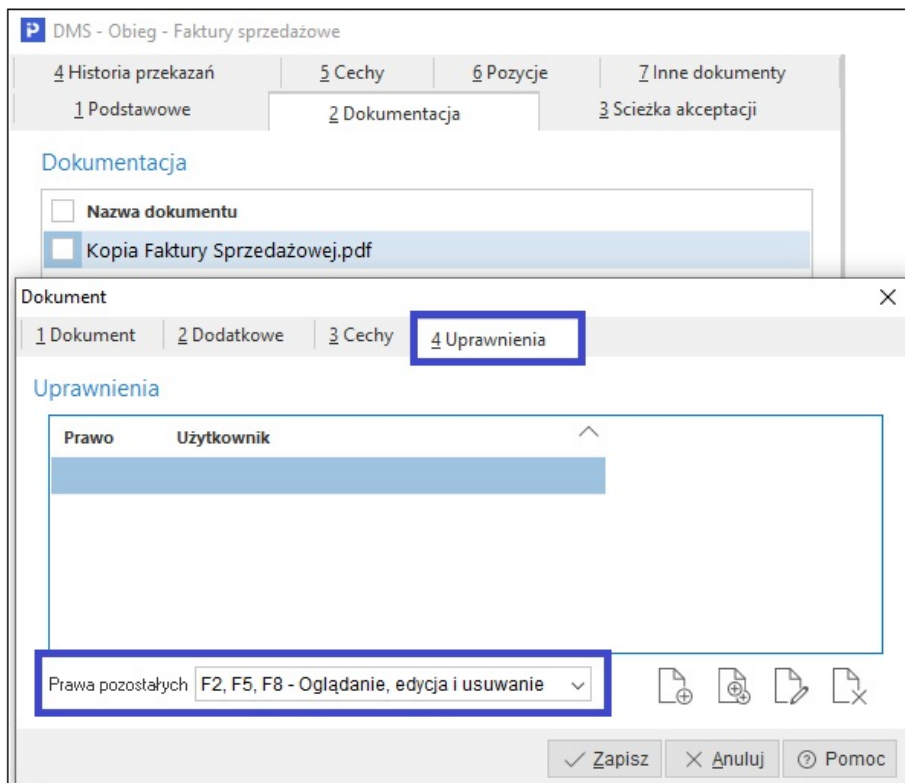 DMS - Obieg - Faktury sprzedażowe
4 Historia przekazań 5 Cechy 6 Pozycje 7 Inne dokumenty
1 Podstawowe 2 Dokumentacja 3 Scieżka akceptacji
Dokumentacja
Nazwa dokumentu
Kopia Faktury Sprzedażowej.pdf
Dokument
1 Dokument 2 Dodatkowe 3 Cechy 4 Uprawnienia
Uprawnienia
Prawo Użytkownik
Prawa pozostałych F2, F5, F8 - Oglądanie, edycja i usuwanie
Zapisz Anuluj Pomoc